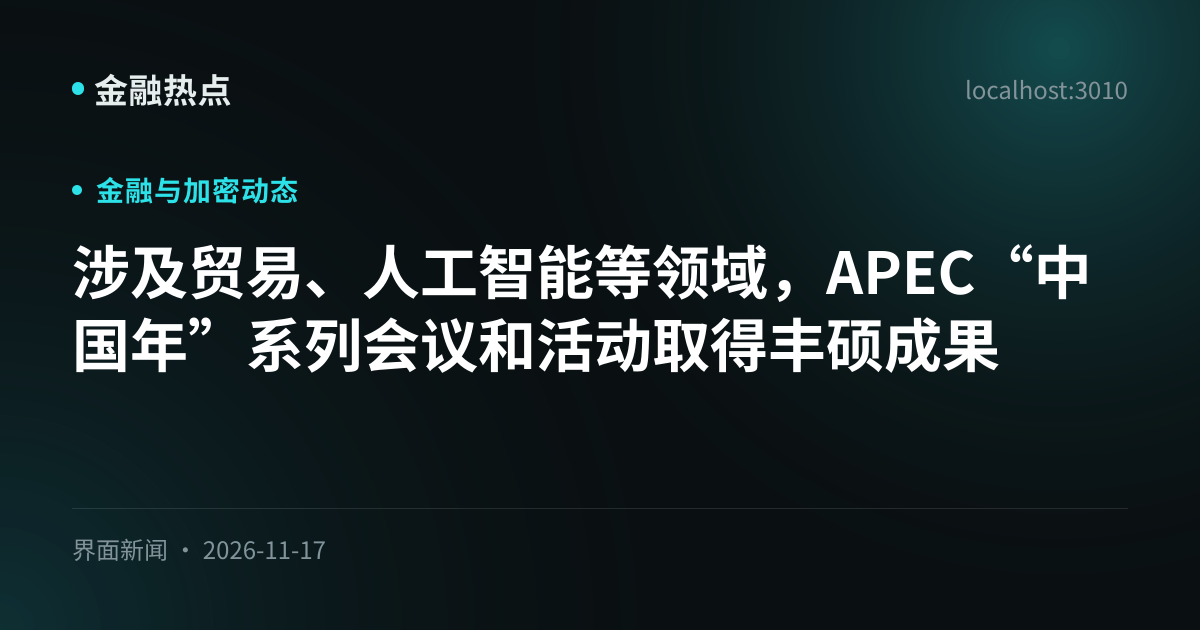 金融热点
localhost:3010
金融与加密动态
涉及贸易、人工智能等领域，APEC“中
国年”系列会议和活动取得丰硕成果
界面新闻 · 2026-11-17